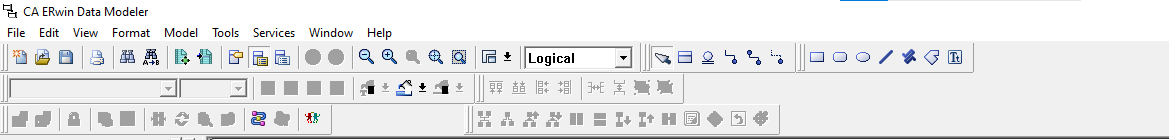 CA ERwin Data Modeler
File Edit View Format Model Tools Services Window Help
Logical